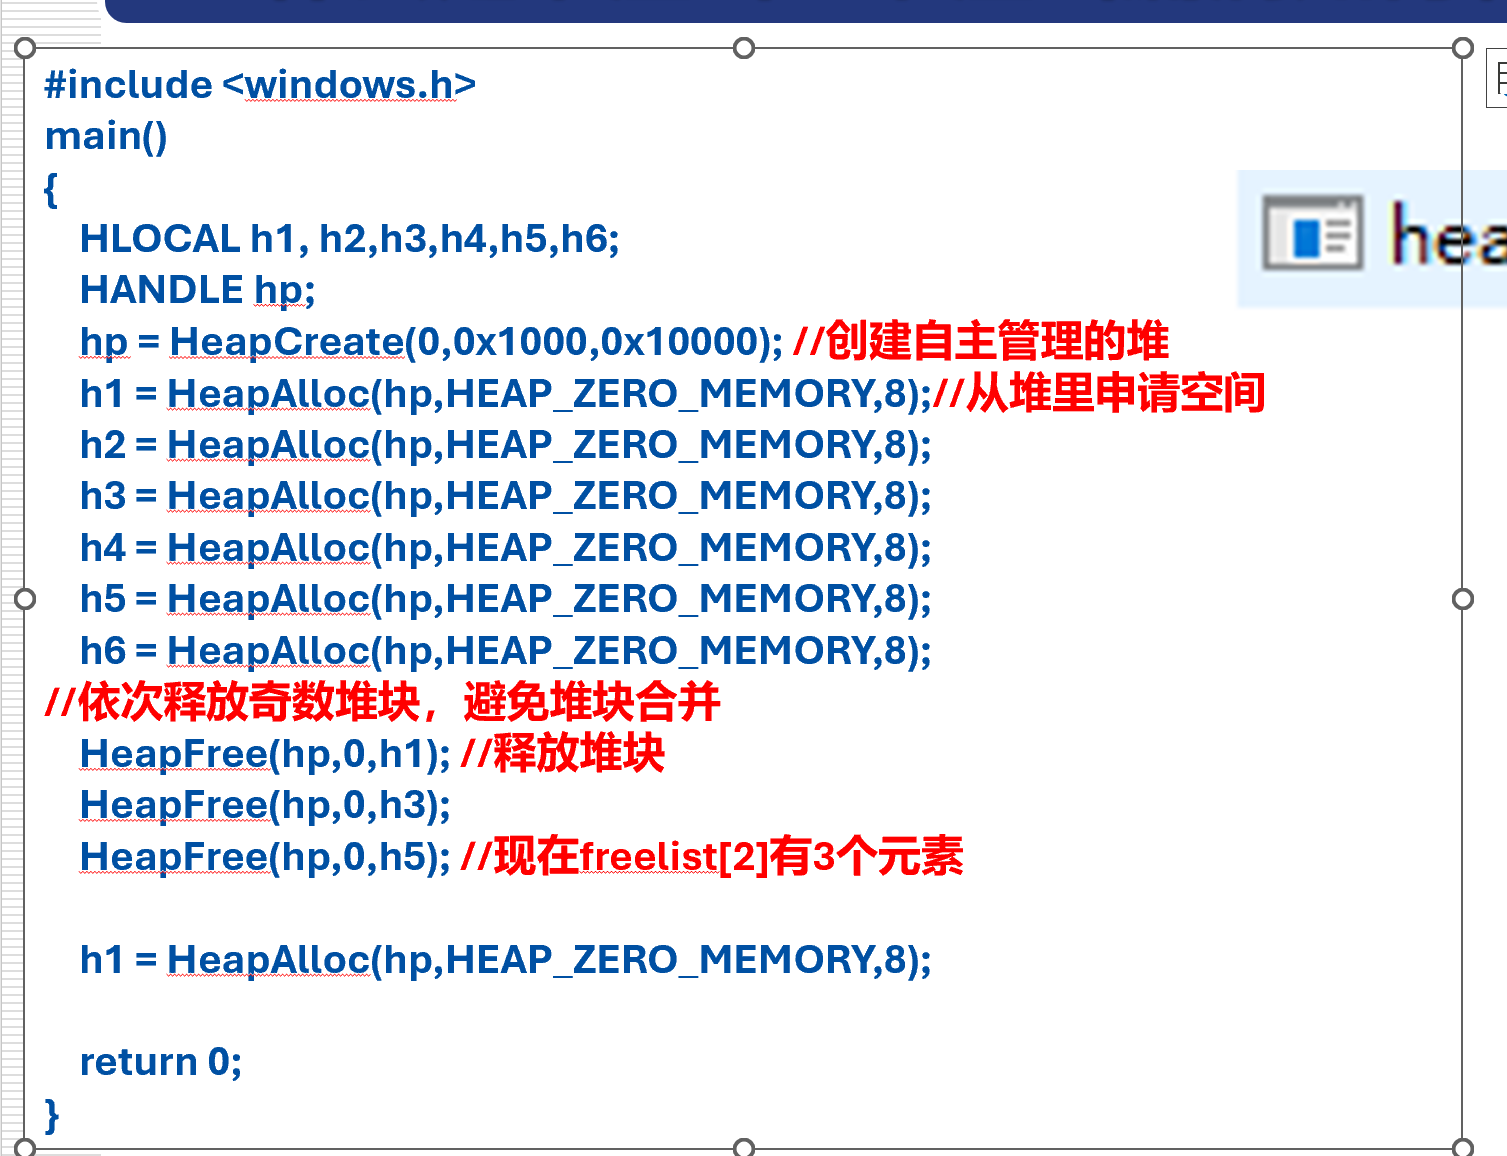 #include <windows.h>
main()
{
HLOCAL h1, h2,h3,h4,h5,h6;
HANDLE hp;
hp = HeapCreate(0,0x1000,0x10000); //创建自主管理的堆
h1 = HeapAlloc(hp,HEAP_ZERO_MEMORY,8);//从堆里申请空间
h2 = HeapAlloc(hp,HEAP_ZERO_MEMORY,8);
h3 = HeapAlloc(hp,HEAP_ZERO_MEMORY,8);
h4 = HeapAlloc(hp,HEAP_ZERO_MEMORY,8);
h5 = HeapAlloc(hp,HEAP_ZERO_MEMORY,8);
h6 = HeapAlloc(hp,HEAP_ZERO_MEMORY,8);
//依次释放奇数堆块，避免堆块合并
HeapFree(hp,0,h1); //释放堆块
HeapFree(hp,0,h3);
HeapFree(hp,0,h5); //现在freelist[2]有3个元素
h1 = HeapAlloc(hp,HEAP_ZERO_MEMORY,8);
return 0;
}